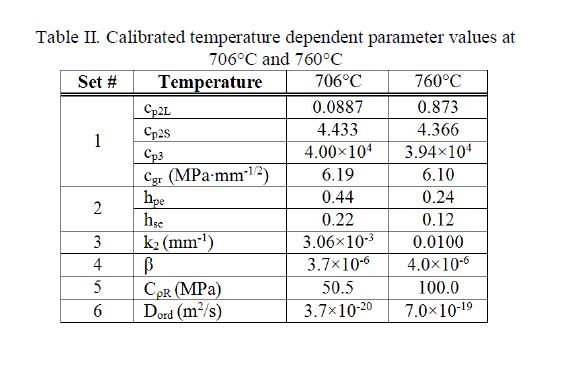 Table II. Calibrated temperature dependent parameter values at
706°C and 760°C
Set # Temperature 706°C 760°C
1
cp2L 0.0887 0.873
cp2S 4.433 4.366
cp3 4.00×10⁴ 3.94×10⁴
cgr (MPa·mm⁻¹ᐟ²) 6.19 6.10
2
hpe 0.44 0.24
hse 0.22 0.12
3 k₂ (mm⁻¹) 3.06×10⁻³ 0.0100
4 β 3.7×10⁻⁶ 4.0×10⁻⁶
5 CρR (MPa) 50.5 100.0
6 Dord (m²/s) 3.7×10⁻²⁰ 7.0×10⁻¹⁹